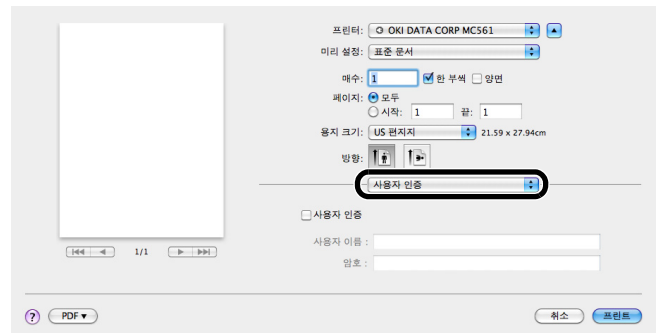 프린터: OKI DATA CORP MC561
미리 설정: 표준 문서
매수: 1 한 부씩 양면
페이지: 모두
시작: 1 끝: 1
용지 크기: US 편지지 21.59 x 27.94cm
방향:
사용자 인증
사용자 인증
사용자 이름 :
암호 :
1/1
? PDF▼ 취소 프린트